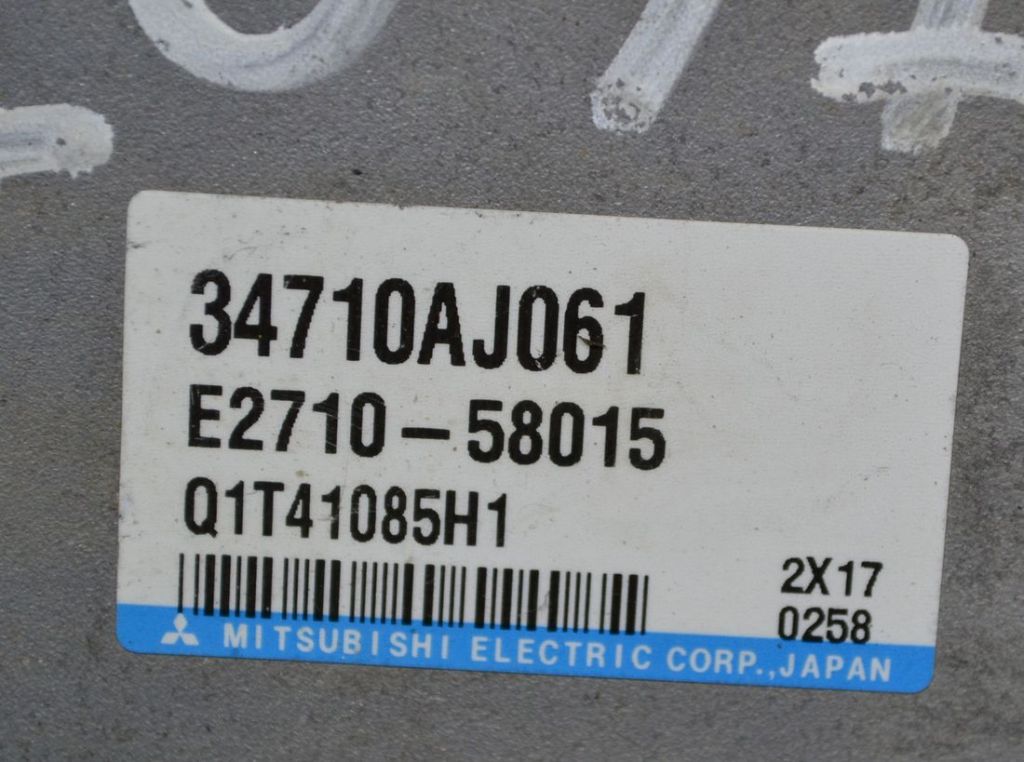 34710AJ061
E2710-58015
Q1T41085H1
2X17
0258
MITSUBISHI ELECTRIC CORP.,JAPAN